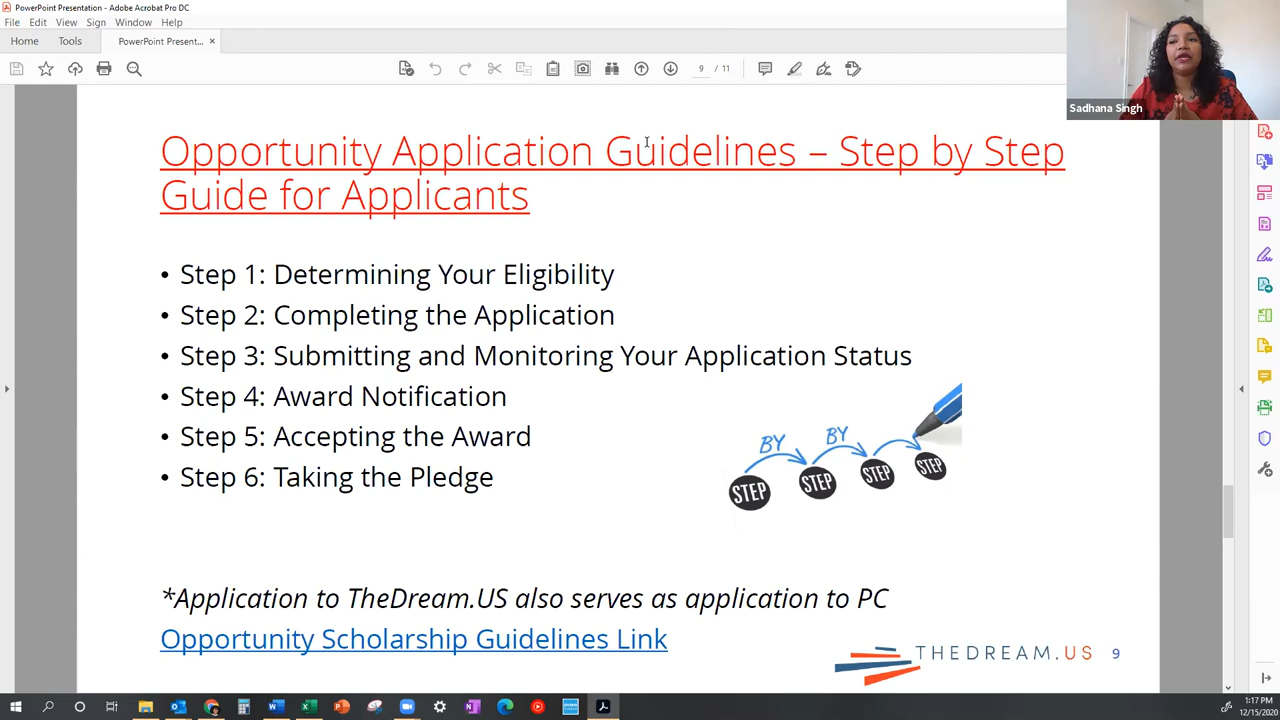 PowerPoint Presentation - Adobe Acrobat Pro DC
File Edit View Sign Window Help
Home Tools PowerPoint Present... ×
9 / 11
Sadhana Singh
Opportunity Application Guidelines – Step by Step
Guide for Applicants
• Step 1: Determining Your Eligibility
• Step 2: Completing the Application
• Step 3: Submitting and Monitoring Your Application Status
• Step 4: Award Notification
• Step 5: Accepting the Award
• Step 6: Taking the Pledge
BY BY
STEP STEP STEP STEP
*Application to TheDream.US also serves as application to PC
Opportunity Scholarship Guidelines Link
THEDREAM.US 9
1:17 PM
12/15/2020